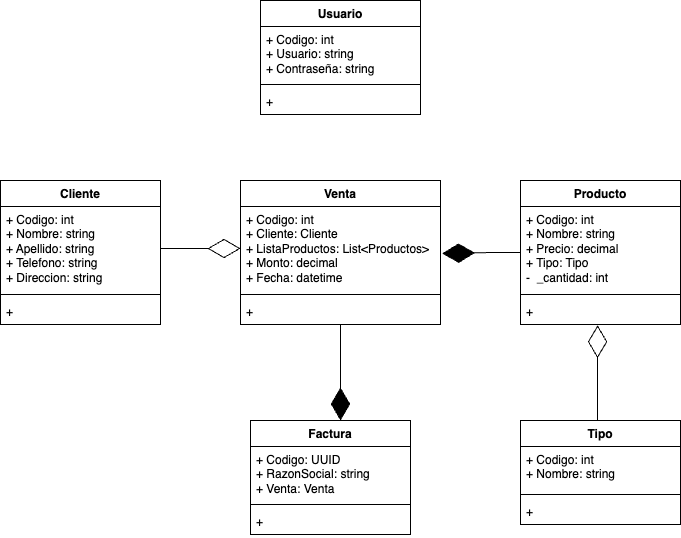 Usuario
+ Codigo: int
+ Usuario: string
+ Contraseña: string
+
Cliente
+ Codigo: int
+ Nombre: string
+ Apellido: string
+ Telefono: string
+ Direccion: string
+
Venta
+ Codigo: int
+ Cliente: Cliente
+ ListaProductos: List<Productos>
+ Monto: decimal
+ Fecha: datetime
+
Producto
+ Codigo: int
+ Nombre: string
+ Precio: decimal
+ Tipo: Tipo
- _cantidad: int
+
Factura
+ Codigo: UUID
+ RazonSocial: string
+ Venta: Venta
+
Tipo
+ Codigo: int
+ Nombre: string
+